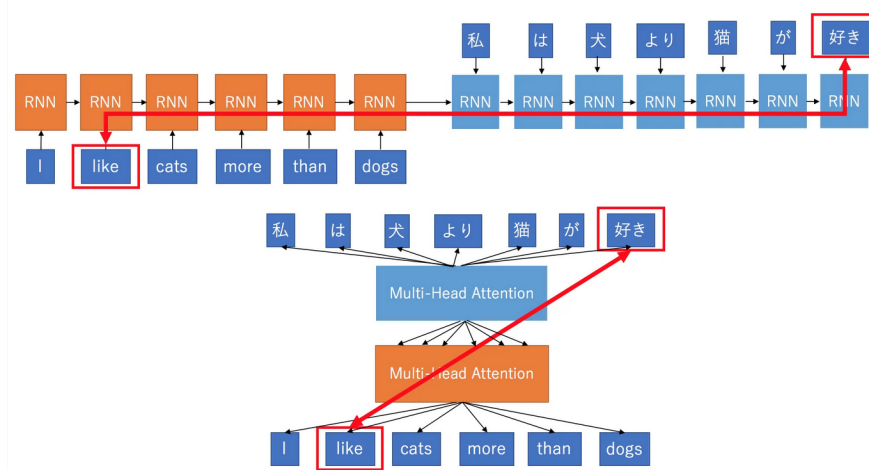 私 は 犬 より 猫 が 好き
RNN RNN RNN RNN RNN RNN RNN RNN RNN RNN RNN RNN RNN
I like cats more than dogs
私 は 犬 より 猫 が 好き
Multi-Head Attention
Multi-Head Attention
I like cats more than dogs